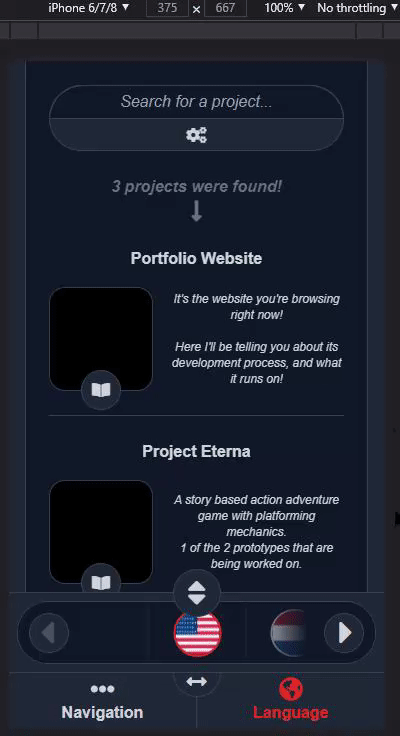 iPhone 6/7/8 ▼ 375 × 667 100% ▼ No throttling ▼
Search for a project...
3 projects were found!
Portfolio Website
It's the website you're browsing
right now!
Here I'll be telling you about its
development process, and what
it runs on!
Project Eterna
A story based action adventure
game with platforming
mechanics.
1 of the 2 prototypes that are
being worked on.
Navigation
Language